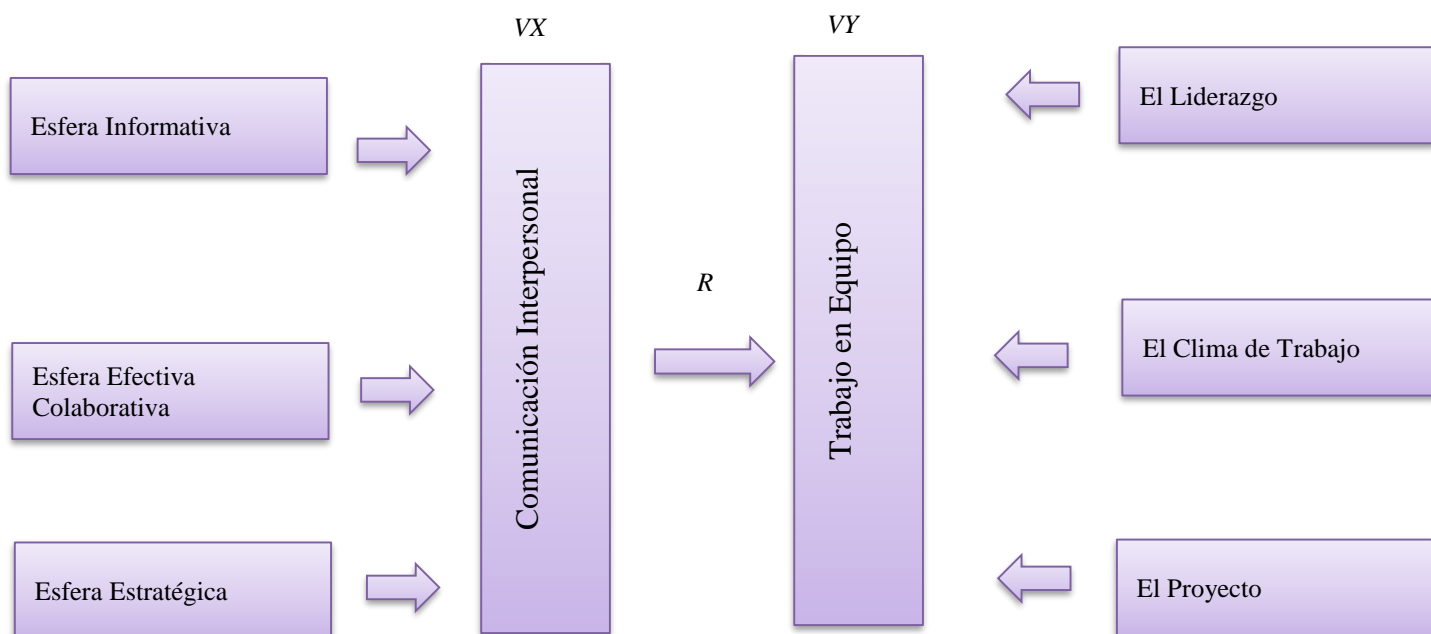 VX
VY
Esfera Informativa
El Liderazgo
Comunicación Interpersonal
Trabajo en Equipo
R
Esfera Efectiva
Colaborativa
El Clima de Trabajo
Esfera Estratégica
El Proyecto